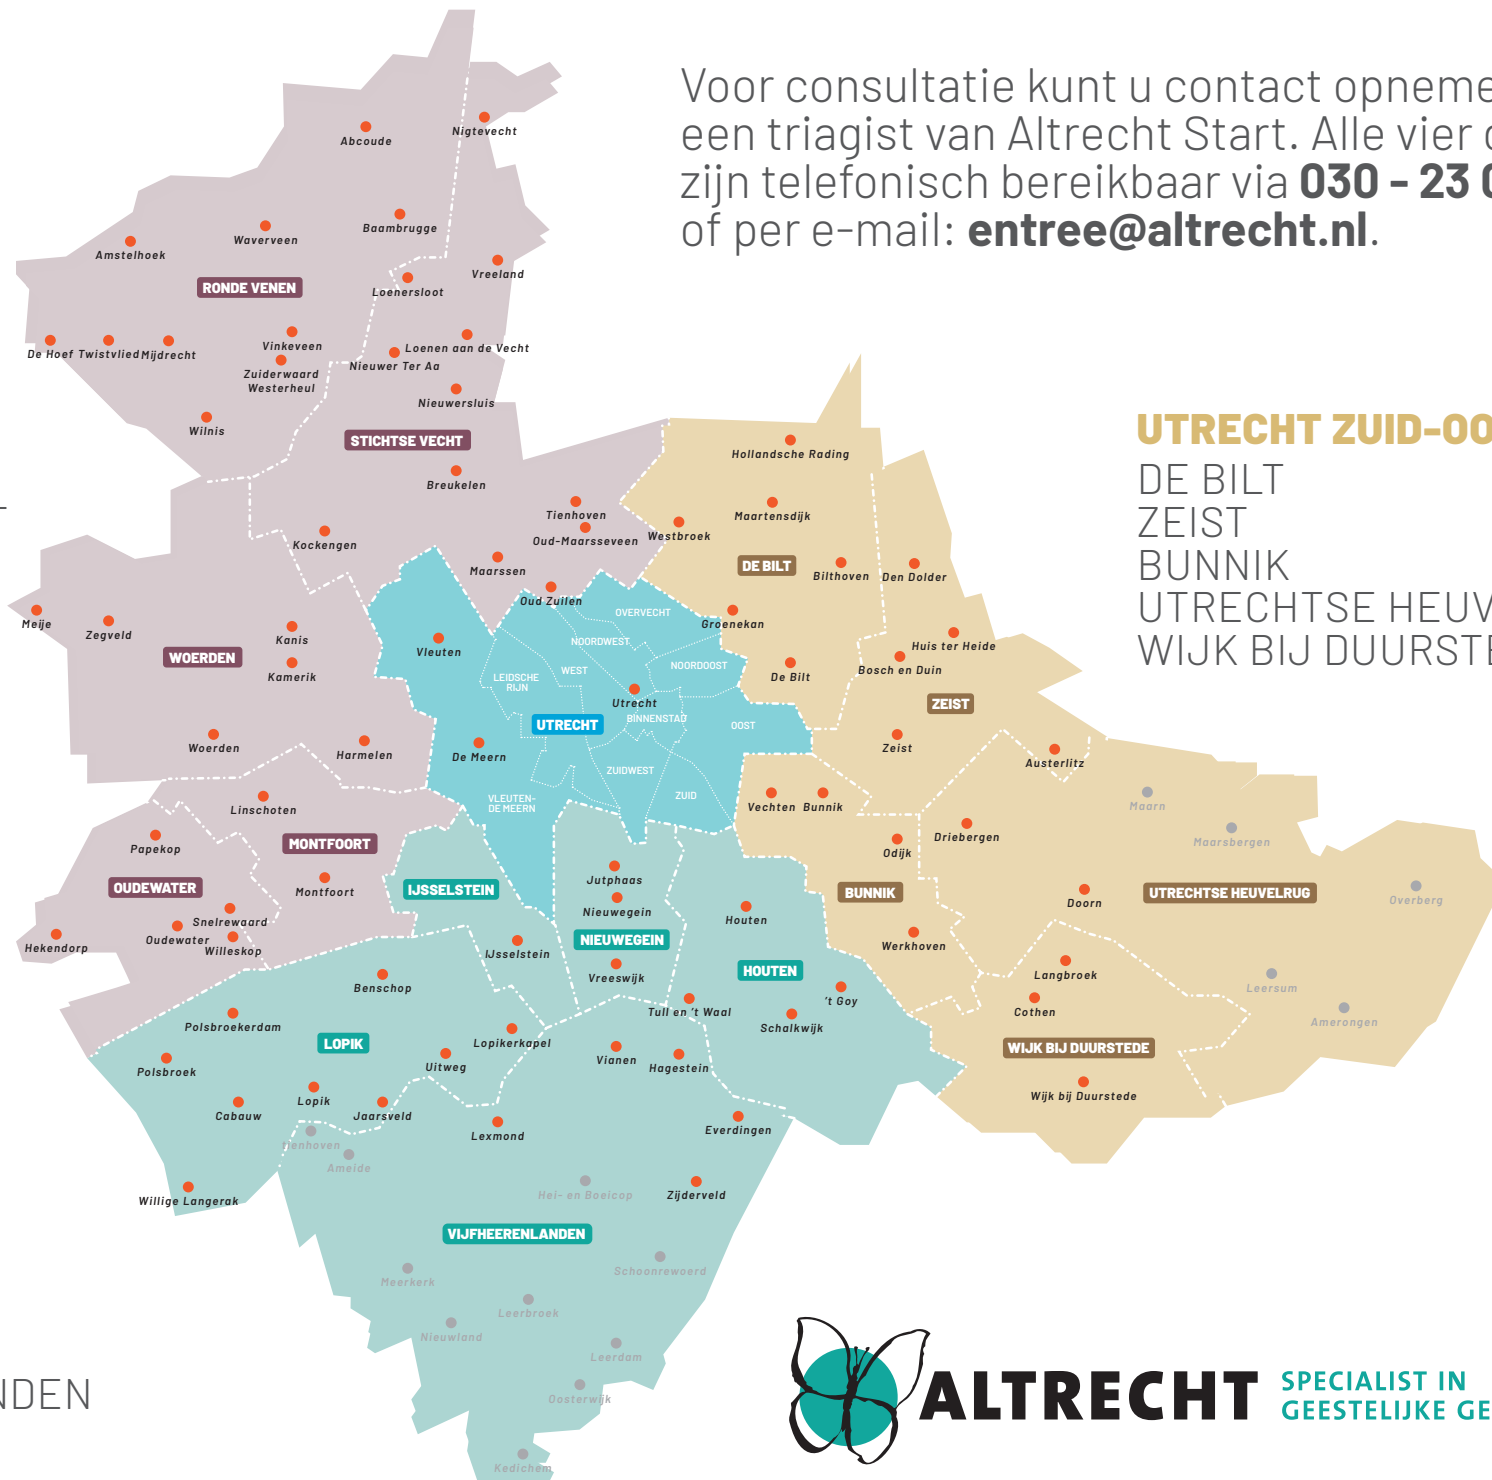 Voor consultatie kunt u contact opneme
een triagist van Altrecht Start. Alle vier
zijn telefonisch bereikbaar via 030 - 23
of per e-mail: entree@altrecht.nl.
Abcoude
Nigtevecht
Baambrugge
Waverveen
Amstelhoek
Vreeland
RONDE VENEN
Loenersloot
De Hoef
Twistvlied
Mijdrecht
Vinkeveen
Zuiderwaard
Westerheul
Loenen aan de Vecht
Nieuwer Ter Aa
Nieuwersluis
Wilnis
STICHTSE VECHT
Breukelen
Tienhoven
Oud-Maarsseveen
Kockengen
Maarssen
Oud Zuilen
UTRECHT ZUID-OO
DE BILT
ZEIST
BUNNIK
UTRECHTSE HEUV
WIJK BIJ DUURSTE
Hollandsche Rading
Maartensdijk
Westbroek
DE BILT
Bilthoven
Den Dolder
Groenekan
Huis ter Heide
Bosch en Duin
De Bilt
ZEIST
Zeist
Austerlitz
Meije
Zegveld
Kanis
WOERDEN
Kamerik
Woerden
Harmelen
Vleuten
OVERVECHT
NOORDWEST
NOORDOOST
WEST
LEIDSCHE
RIJN
Utrecht
BINNENSTAD
UTRECHT
OOST
De Meern
ZUIDWEST
ZUID
VLEUTEN-
DE MEERN
Linschoten
Papekop
MONTFOORT
OUDEWATER
Montfoort
Snelrewaard
Oudewater
Willeskop
Hekendorp
IJSSELSTEIN
IJsselstein
Jutphaas
Nieuwegein
NIEUWEGEIN
Vreeswijk
Houten
HOUTEN
't Goy
Tull en 't Waal
Schalkwijk
Vechten
Bunnik
Odijk
BUNNIK
Werkhoven
Driebergen
Maarn
Maarsbergen
Doorn
UTRECHTSE HEUVELRUG
Overberg
Langbroek
Leersum
Cothen
Amerongen
WIJK BIJ DUURSTEDE
Wijk bij Duurstede
Benschop
Polsbroekerdam
LOPIK
Lopikerkapel
Polsbroek
Uitweg
Cabauw
Lopik
Jaarsveld
Willige Langerak
Vianen
Hagestein
Lexmond
Everdingen
Tienhoven
Ameide
Hei- en Boeicop
Zijderveld
VIJFHEERENLANDEN
Schoonrewoerd
Meerkerk
Leerbroek
Nieuwland
Leerdam
Oosterwijk
Kedichem
NDEN
ALTRECHT
SPECIALIST IN
GEESTELIJKE GE